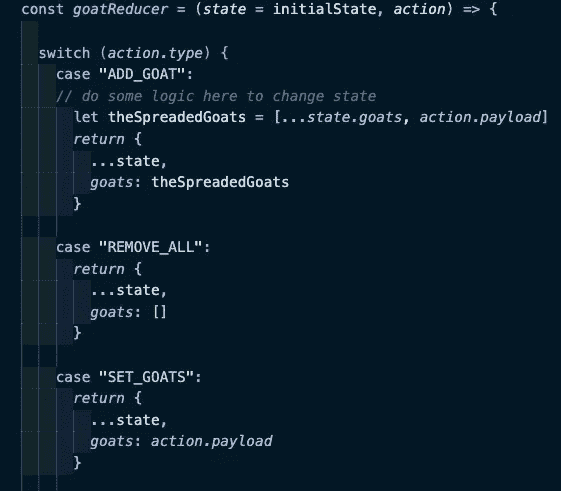 const goatReducer = (state = initialState, action) => {
switch (action.type) {
case "ADD_GOAT":
// do some logic here to change state
let theSpreadedGoats = [...state.goats, action.payload]
return {
...state,
goats: theSpreadedGoats
}
case "REMOVE_ALL":
return {
...state,
goats: []
}
case "SET_GOATS":
return {
...state,
goats: action.payload
}